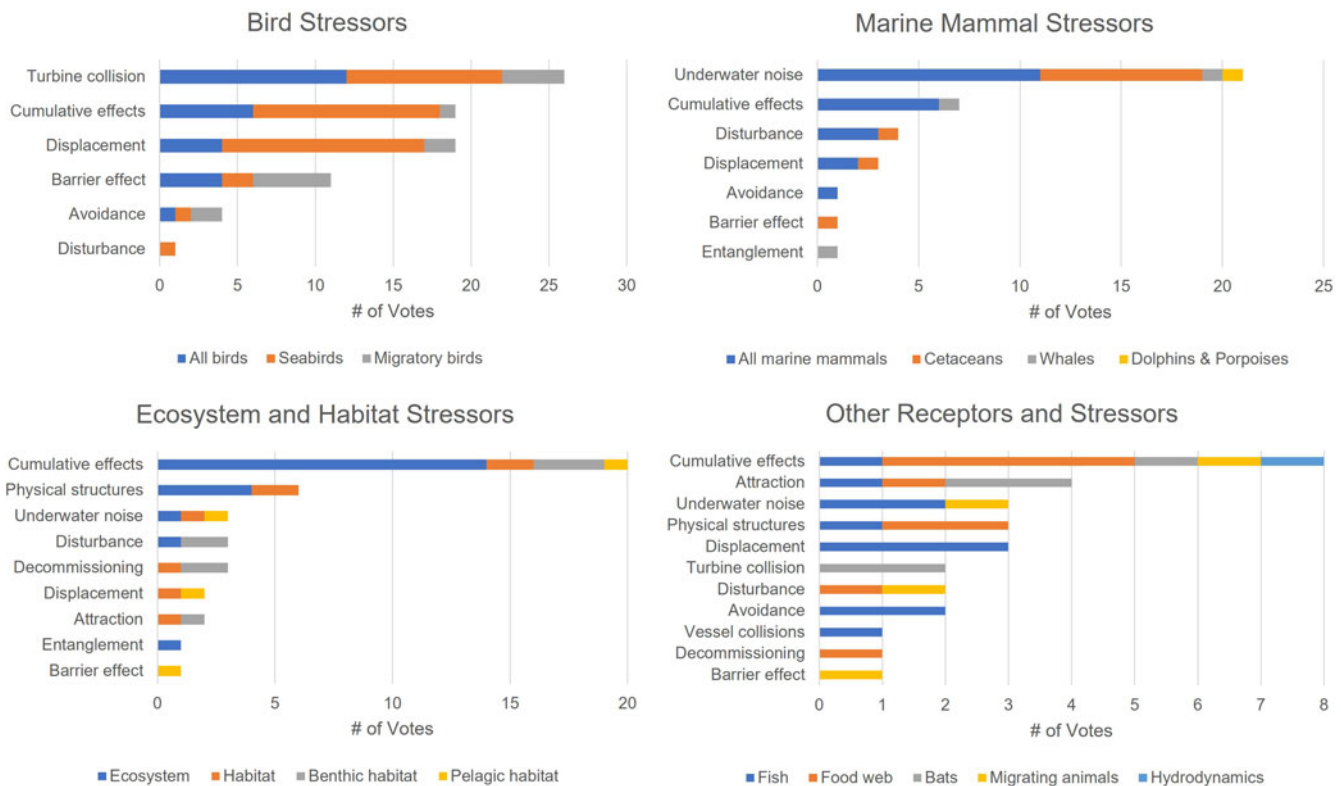 Bird Stressors
Turbine collision
Cumulative effects
Displacement
Barrier effect
Avoidance
Disturbance
0 5 10 15 20 25 30
# of Votes
All birds Seabirds Migratory birds
Marine Mammal Stressors
Underwater noise
Cumulative effects
Disturbance
Displacement
Avoidance
Barrier effect
Entanglement
0 5 10 15 20 25
# of Votes
All marine mammals Cetaceans Whales Dolphins & Porpoises
Ecosystem and Habitat Stressors
Cumulative effects
Physical structures
Underwater noise
Disturbance
Decommissioning
Displacement
Attraction
Entanglement
Barrier effect
0 5 10 15 20
# of Votes
Ecosystem Habitat Benthic habitat Pelagic habitat
Other Receptors and Stressors
Cumulative effects
Attraction
Underwater noise
Physical structures
Displacement
Turbine collision
Disturbance
Avoidance
Vessel collisions
Decommissioning
Barrier effect
0 1 2 3 4 5 6 7 8
# of Votes
Fish Food web Bats Migrating animals Hydrodynamics